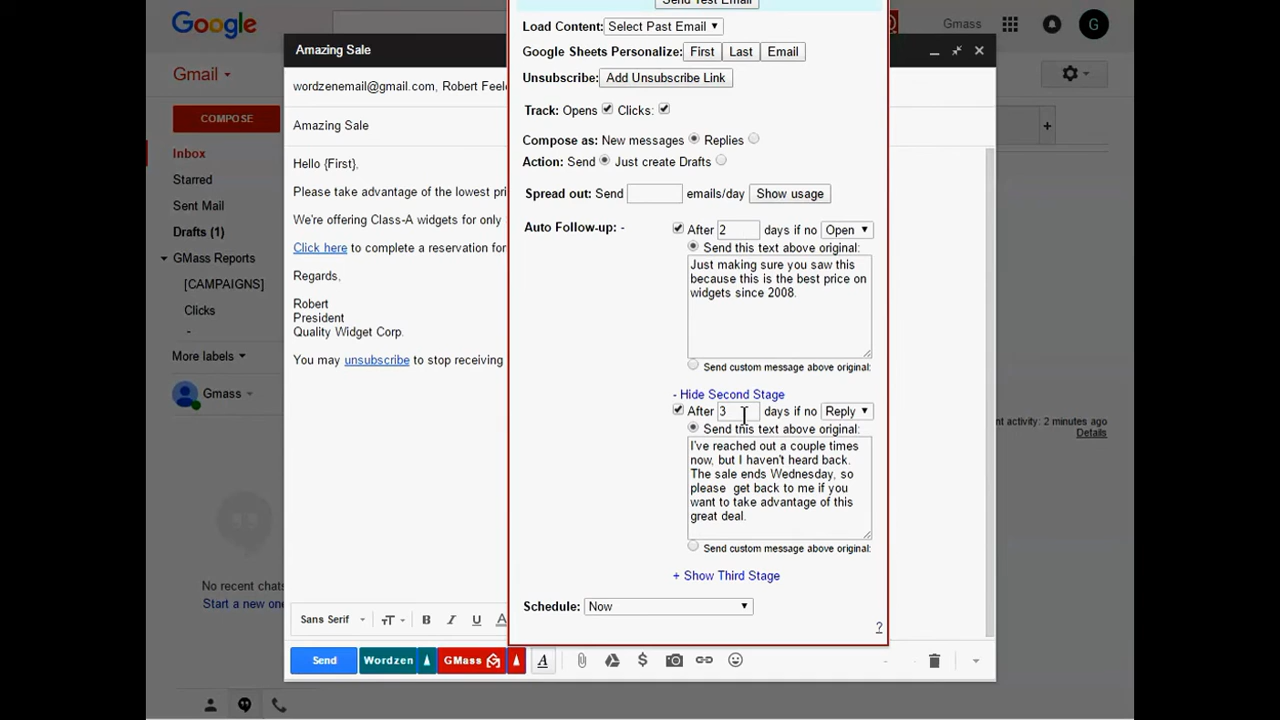 Google
Gmass
G
Gmail
COMPOSE
Inbox
Starred
Sent Mail
Drafts (1)
GMass Reports
[CAMPAIGNS]
Clicks
-
More labels
Gmass
No recent chats
Start a new one
Amazing Sale
wordzenemail@gmail.com, Robert
Amazing Sale
Hello {First},
Please take advantage of the lowest
We're offering Class-A widgets for only
Click here to complete a reservation
Regards,
Robert
President
Quality Widget Corp.
You may unsubscribe to stop receiving
Sans Serif
B I U A
Send
Wordzen
GMass
A
Send Test Email
Load Content: Select Past Email
Google Sheets Personalize: First Last Email
Unsubscribe: Add Unsubscribe Link
Track: Opens Clicks:
Compose as: New messages Replies
Action: Send Just create Drafts
Spread out: Send emails/day Show usage
Auto Follow-up: -
After 2 days if no Open
Send this text above original:
Just making sure you saw this
because this is the best price on
widgets since 2008.
Send custom message above original:
- Hide Second Stage
After 3 days if no Reply
Send this text above original:
I've reached out a couple times
now, but I haven't heard back.
The sale ends Wednesday, so
please get back to me if you
want to take advantage of this
great deal.
Send custom message above original:
+ Show Third Stage
Schedule: Now
?
+
activity: 2 minutes ago
Details